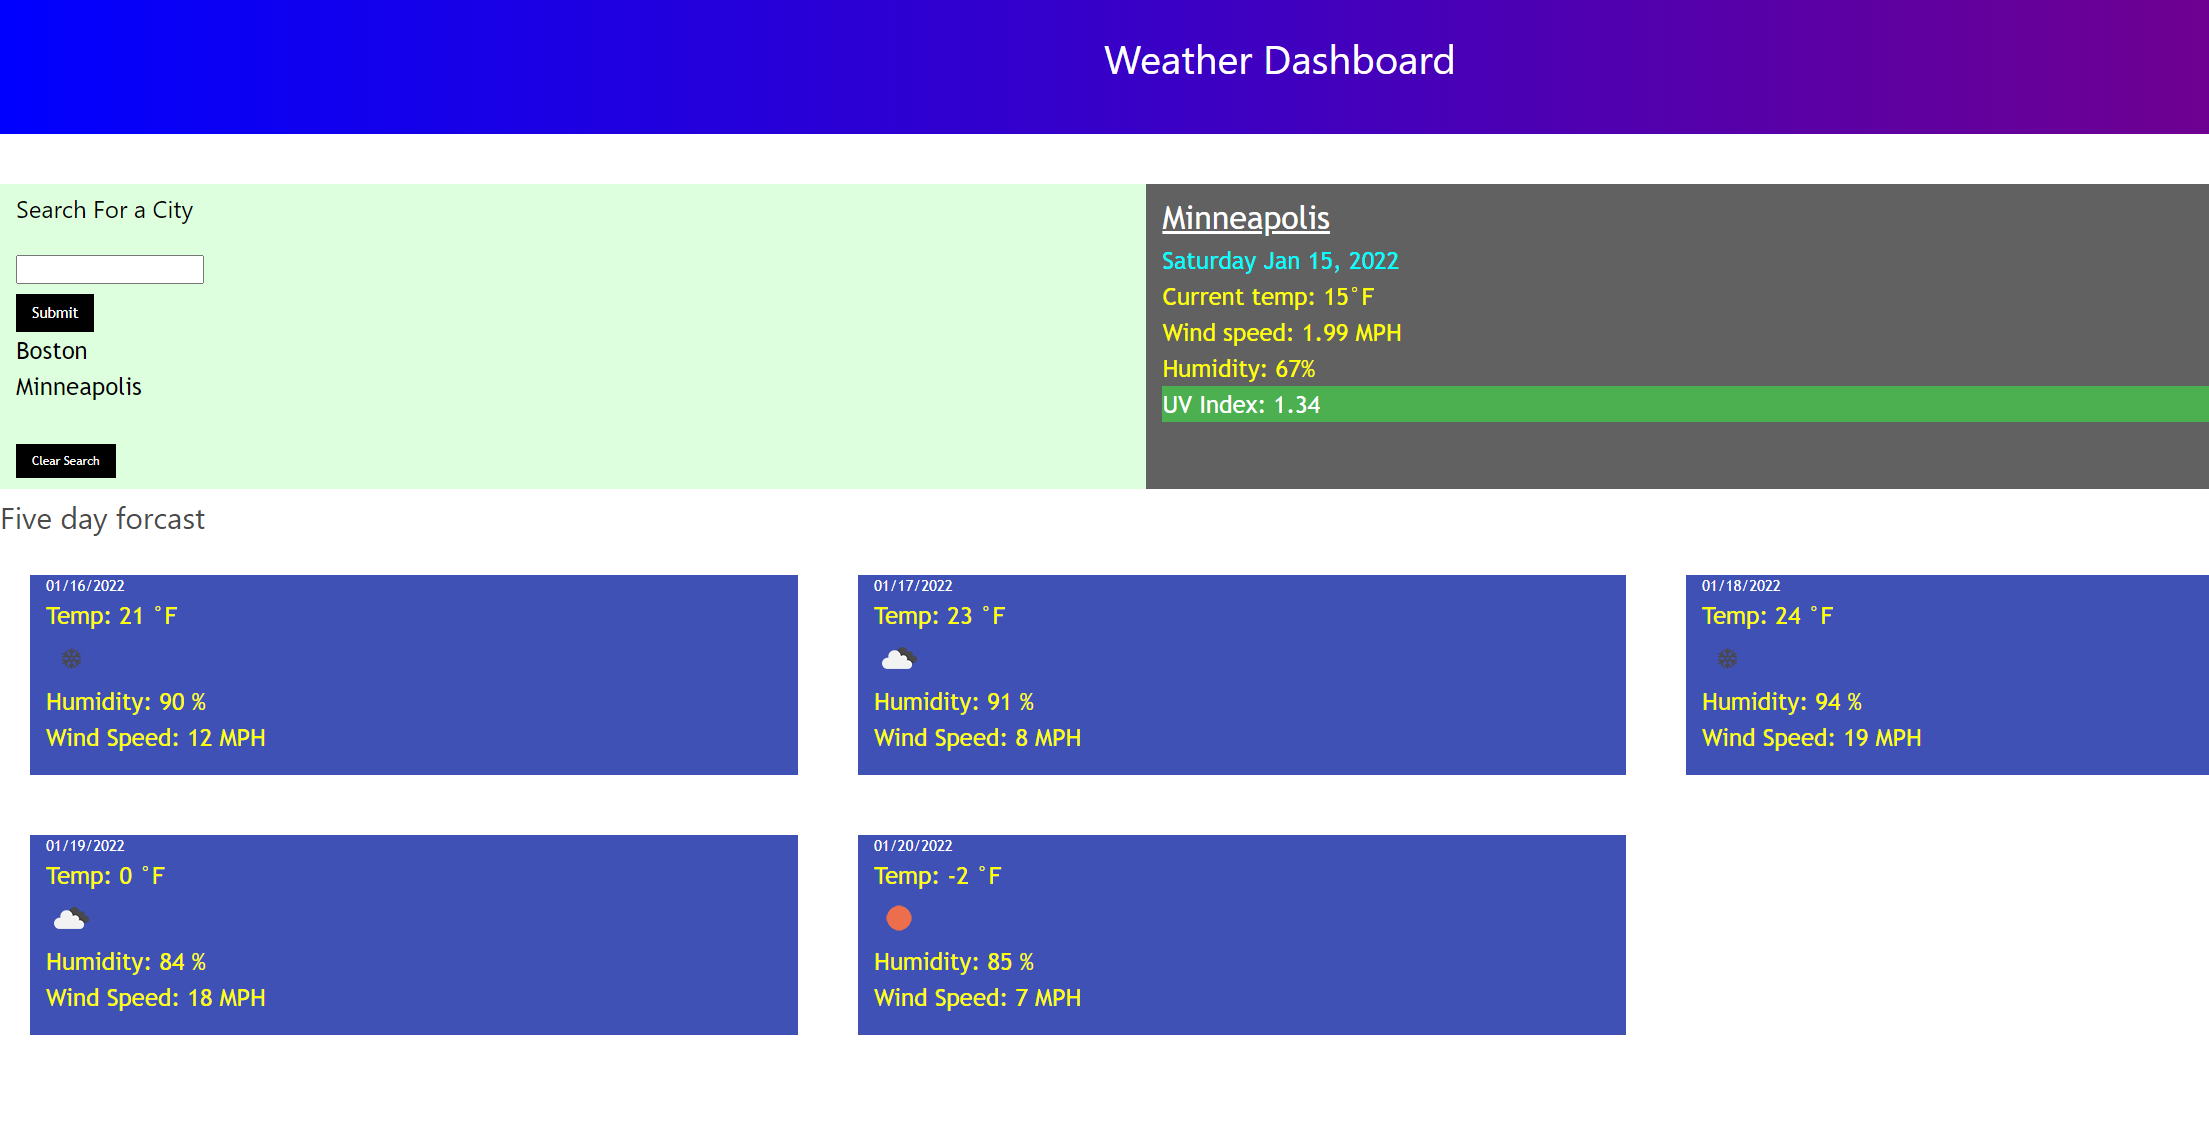 Weather Dashboard
Search For a City
Submit
Boston
Minneapolis
Clear Search
Minneapolis
Saturday Jan 15, 2022
Current temp: 15°F
Wind speed: 1.99 MPH
Humidity: 67%
UV Index: 1.34
Five day forcast
01/16/2022
Temp: 21 °F
Humidity: 90 %
Wind Speed: 12 MPH
01/17/2022
Temp: 23 °F
Humidity: 91 %
Wind Speed: 8 MPH
01/18/2022
Temp: 24 °F
Humidity: 94 %
Wind Speed: 19 MPH
01/19/2022
Temp: 0 °F
Humidity: 84 %
Wind Speed: 18 MPH
01/20/2022
Temp: -2 °F
Humidity: 85 %
Wind Speed: 7 MPH